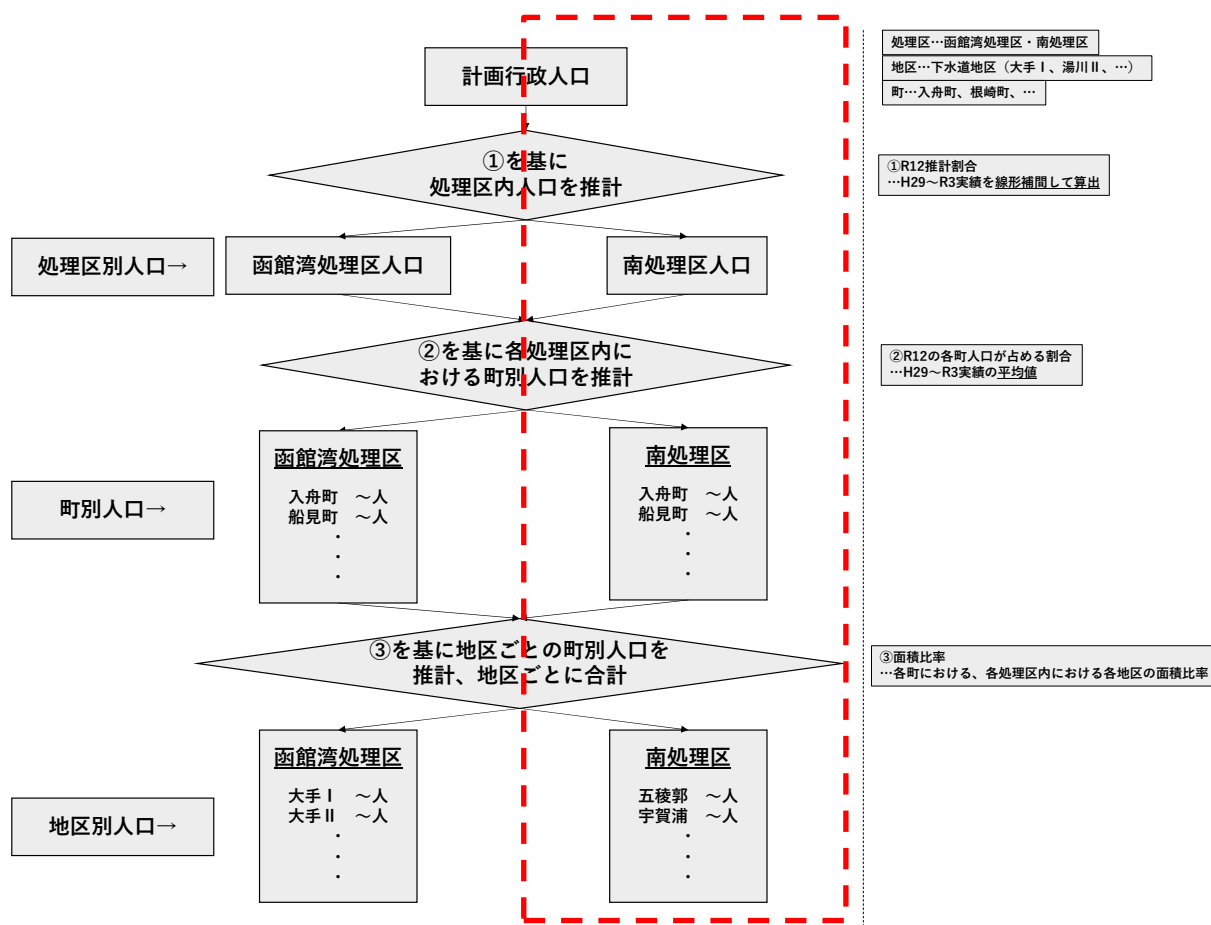 計画行政人口
①を基に
処理区内人口を推計
処理区別人口→
函館湾処理区人口
南処理区人口
②を基に各処理区内に
おける町別人口を推計
町別人口→
函館湾処理区
入舟町 ～人
船見町 ～人
・
・
・
南処理区
入舟町 ～人
船見町 ～人
・
・
・
③を基に地区ごとの町別人口を
推計、地区ごとに合計
地区別人口→
函館湾処理区
大手Ⅰ ～人
大手Ⅱ ～人
・
・
・
南処理区
五稜郭 ～人
宇賀浦 ～人
・
・
・
処理区…函館湾処理区・南処理区
地区…下水道地区（大手Ⅰ、湯川Ⅱ、…）
町…入舟町、根崎町、…
①R12推計割合
…H29～R3実績を線形補間して算出
②R12の各町人口が占める割合
…H29～R3実績の平均値
③面積比率
…各町における、各処理区内における各地区の面積比率